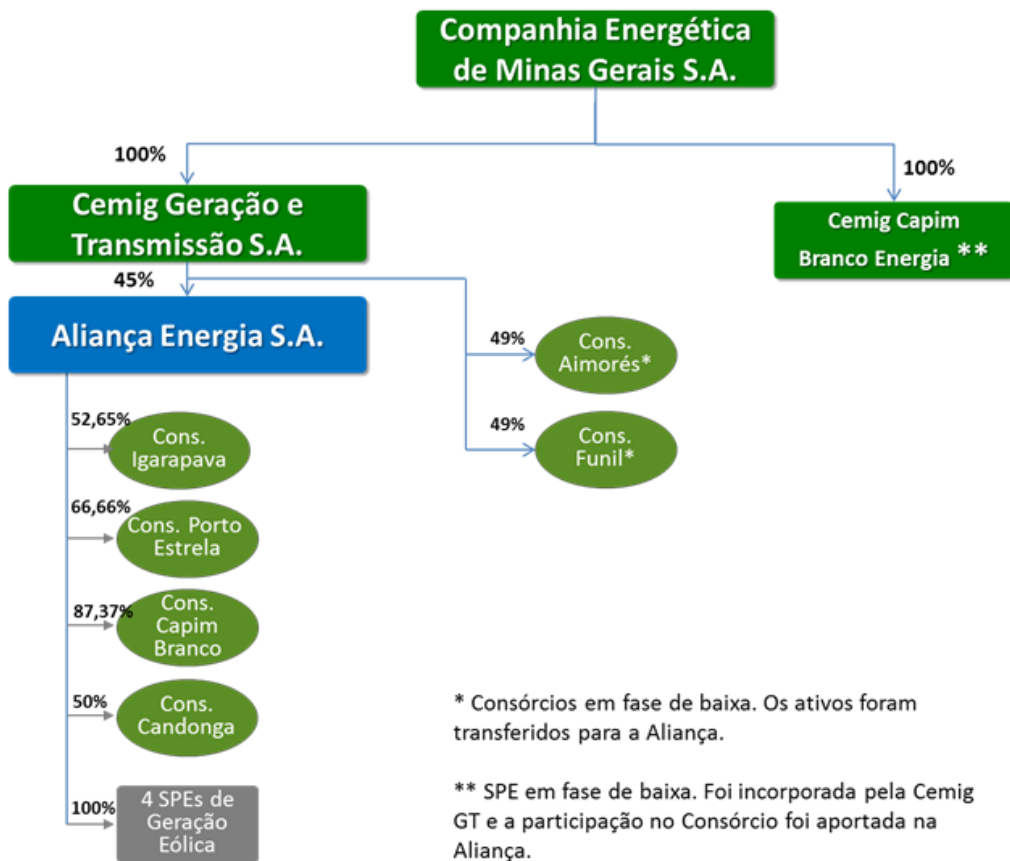 Companhia Energética
de Minas Gerais S.A.
100%
100%
Cemig Geração e
Transmissão S.A.
Cemig Capim
Branco Energia **
45%
Aliança Energia S.A.
49%
Cons.
Aimorés*
49%
Cons.
Funil*
52,65%
Cons.
Igarapava
66,66%
Cons. Porto
Estrela
87,37%
Cons.
Capim
Branco
50%
Cons.
Candonga
100%
4 SPEs de
Geração
Eólica
* Consórcios em fase de baixa. Os ativos foram
transferidos para a Aliança.
** SPE em fase de baixa. Foi incorporada pela Cemig
GT e a participação no Consórcio foi aportada na
Aliança.